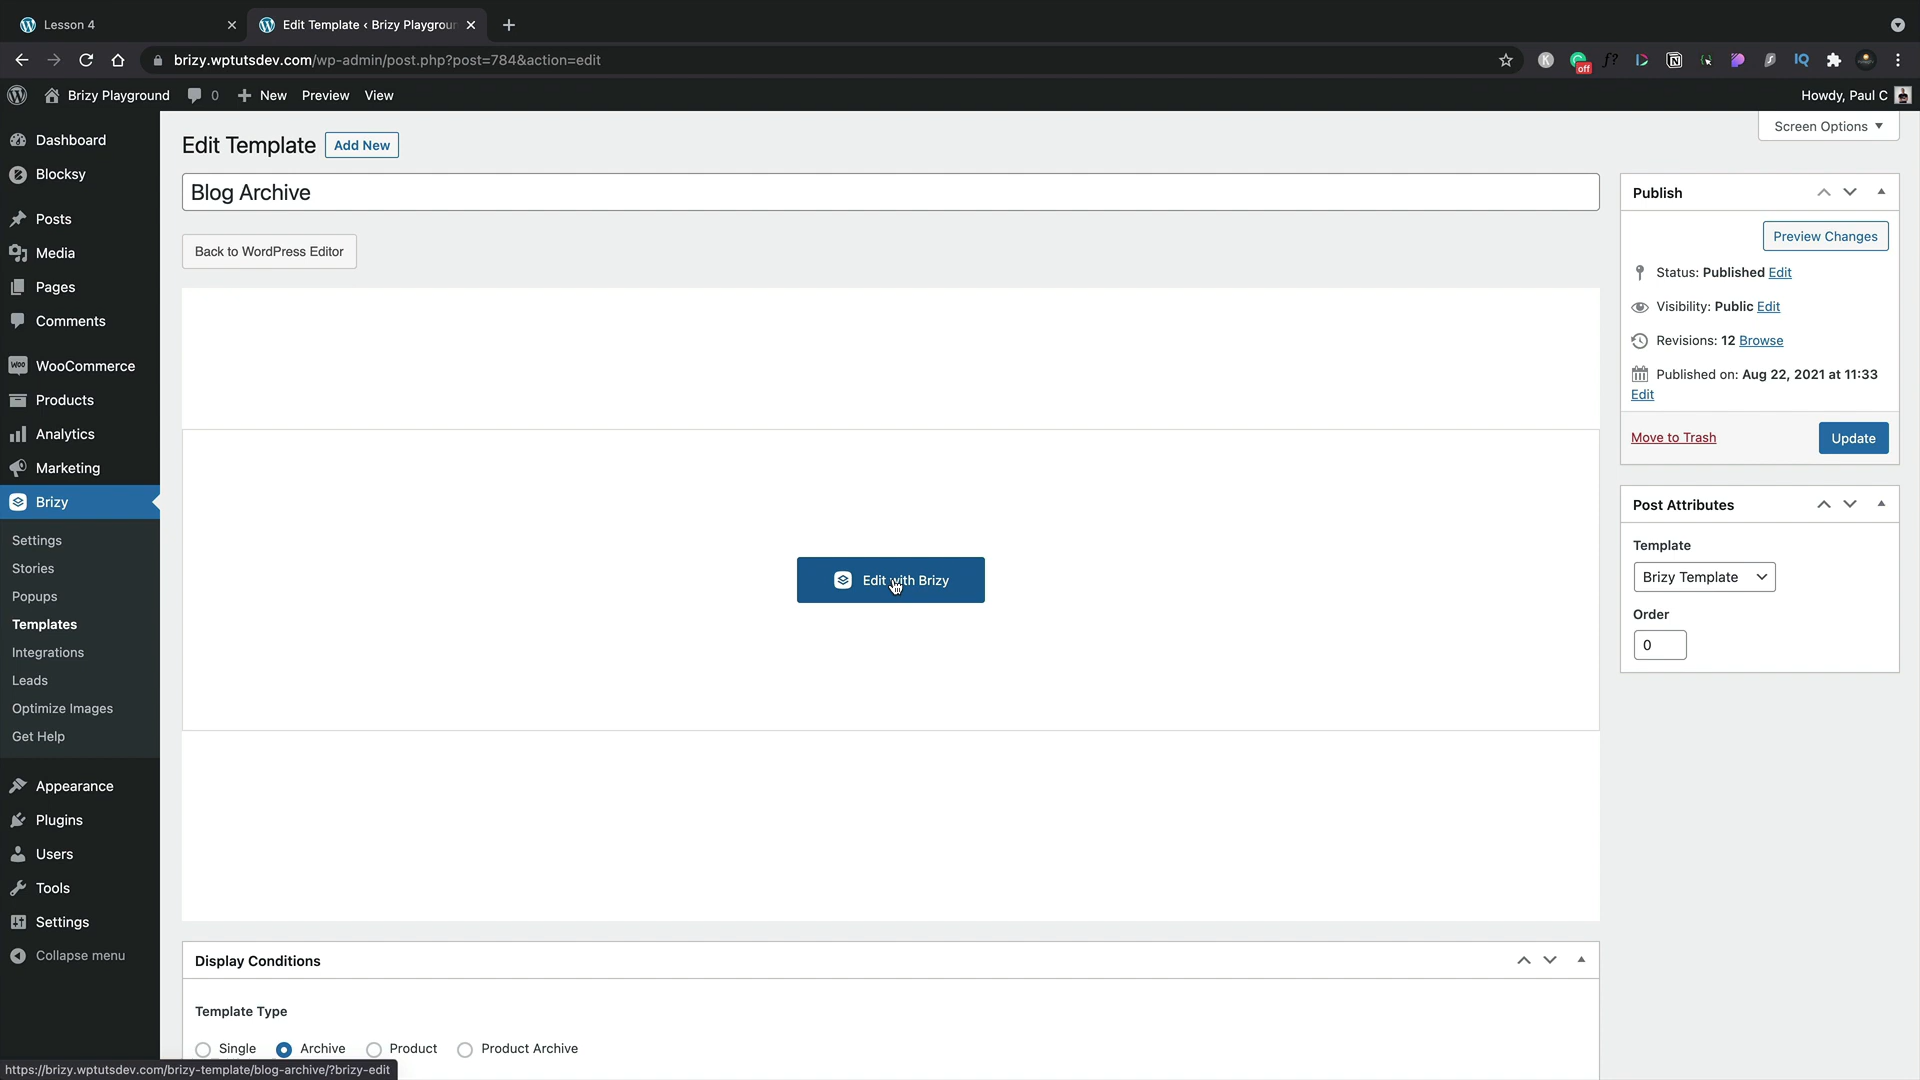 Lesson 4
Edit Template ‹ Brizy Playgrour
brizy.wptutsdev.com/wp-admin/post.php?post=784&action=edit
off
Brizy Playground 0 New Preview View
Howdy, Paul C
Dashboard
Blocksy
Posts
Media
Pages
Comments
WooCommerce
Products
Analytics
Marketing
Brizy
Settings
Stories
Popups
Templates
Integrations
Leads
Optimize Images
Get Help
Appearance
Plugins
Users
Tools
Settings
Collapse menu
Screen Options
Edit Template Add New
Blog Archive
Back to WordPress Editor
Edit with Brizy
Publish
Preview Changes
Status: Published Edit
Visibility: Public Edit
Revisions: 12 Browse
Published on: Aug 22, 2021 at 11:33
Edit
Move to Trash Update
Post Attributes
Template
Brizy Template
Order
0
Display Conditions
Template Type
Single Archive Product Product Archive
https://brizy.wptutsdev.com/brizy-template/blog-archive/?brizy-edit